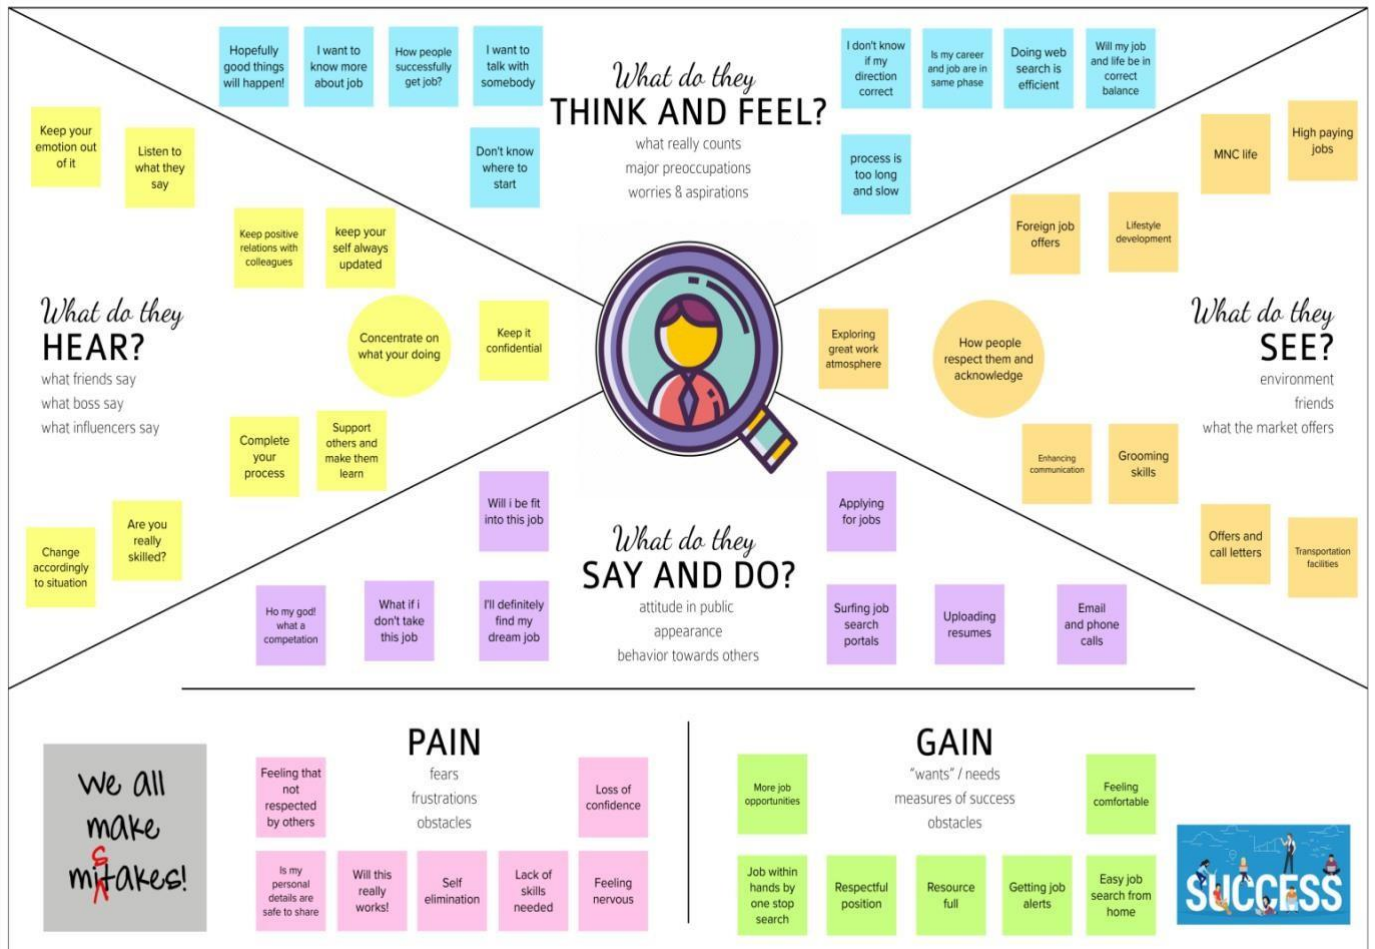 What do they
THINK AND FEEL?
what really counts
major preoccupations
worries & aspirations
Hopefully
good things
will happen!
I want to
know more
about job
How people
successfully
get job?
I want to
talk with
somebody
Don't know
where to
start
I don't know
if my
direction
correct
Is my career
and job are in
same phase
Doing web
search is
efficient
Will my job
and life be in
correct
balance
process is
too long
and slow
What do they
HEAR?
what friends say
what boss say
what influencers say
Keep your
emotion out
of it
Listen to
what they
say
Keep positive
relations with
colleagues
keep your
self always
updated
Concentrate on
what your doing
Keep it
confidential
Complete
your
process
Support
others and
make them
learn
Are you
really
skilled?
Change
accordingly
to situation
What do they
SEE?
environment
friends
what the market offers
High paying
jobs
MNC life
Foreign job
offers
Lifestyle
development
Exploring
great work
atmosphere
How people
respect them and
acknowledge
Enhancing
communication
Grooming
skills
Offers and
call letters
Transportation
facilities
What do they
SAY AND DO?
attitude in public
appearance
behavior towards others
Will i be fit
into this job
Ho my god!
what a
competation
What if i
don't take
this job
I'll definitely
find my
dream job
Applying
for jobs
Surfing job
search
portals
Uploading
resumes
Email
and phone
calls
we all
make
s
mitakes!
PAIN
fears
frustrations
obstacles
Feeling that
not
respected
by others
Loss of
confidence
Is my
personal
details are
safe to share
Will this
really
works!
Self
elimination
Lack of
skills
needed
Feeling
nervous
GAIN
"wants" / needs
measures of success
obstacles
More job
opportunities
Feeling
comfortable
Job within
hands by
one stop
search
Respectful
position
Resource
full
Getting job
alerts
Easy job
search from
home
SUCCESS